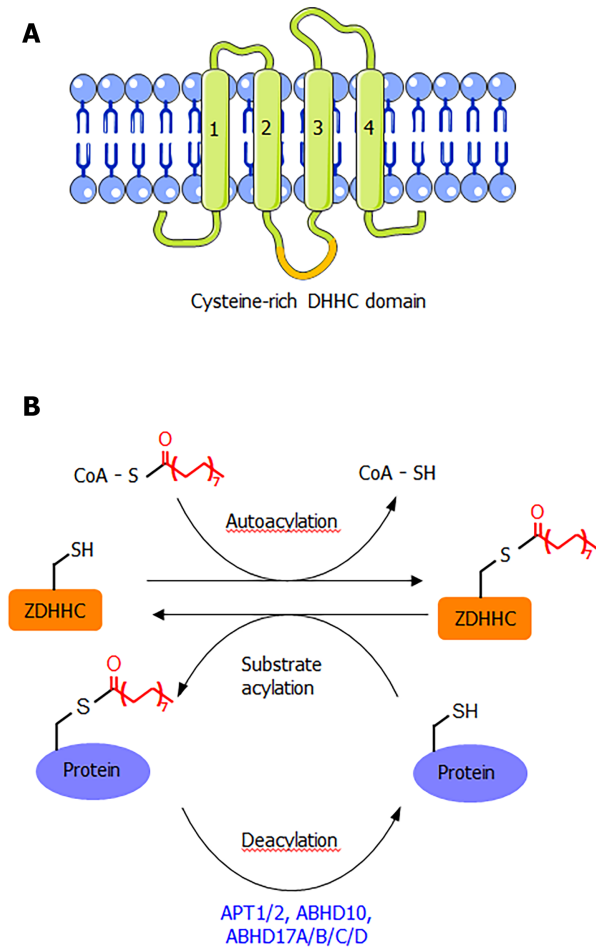 A
1 2 3 4
Cysteine-rich DHHC domain
B
O
CoA - S
7
CoA - SH
Autoacylation
O
S
7
SH
ZDHHC
ZDHHC
O
S
7
Substrate
acylation
SH
Protein
Protein
Deacylation
APT1/2, ABHD10,
ABHD17A/B/C/D